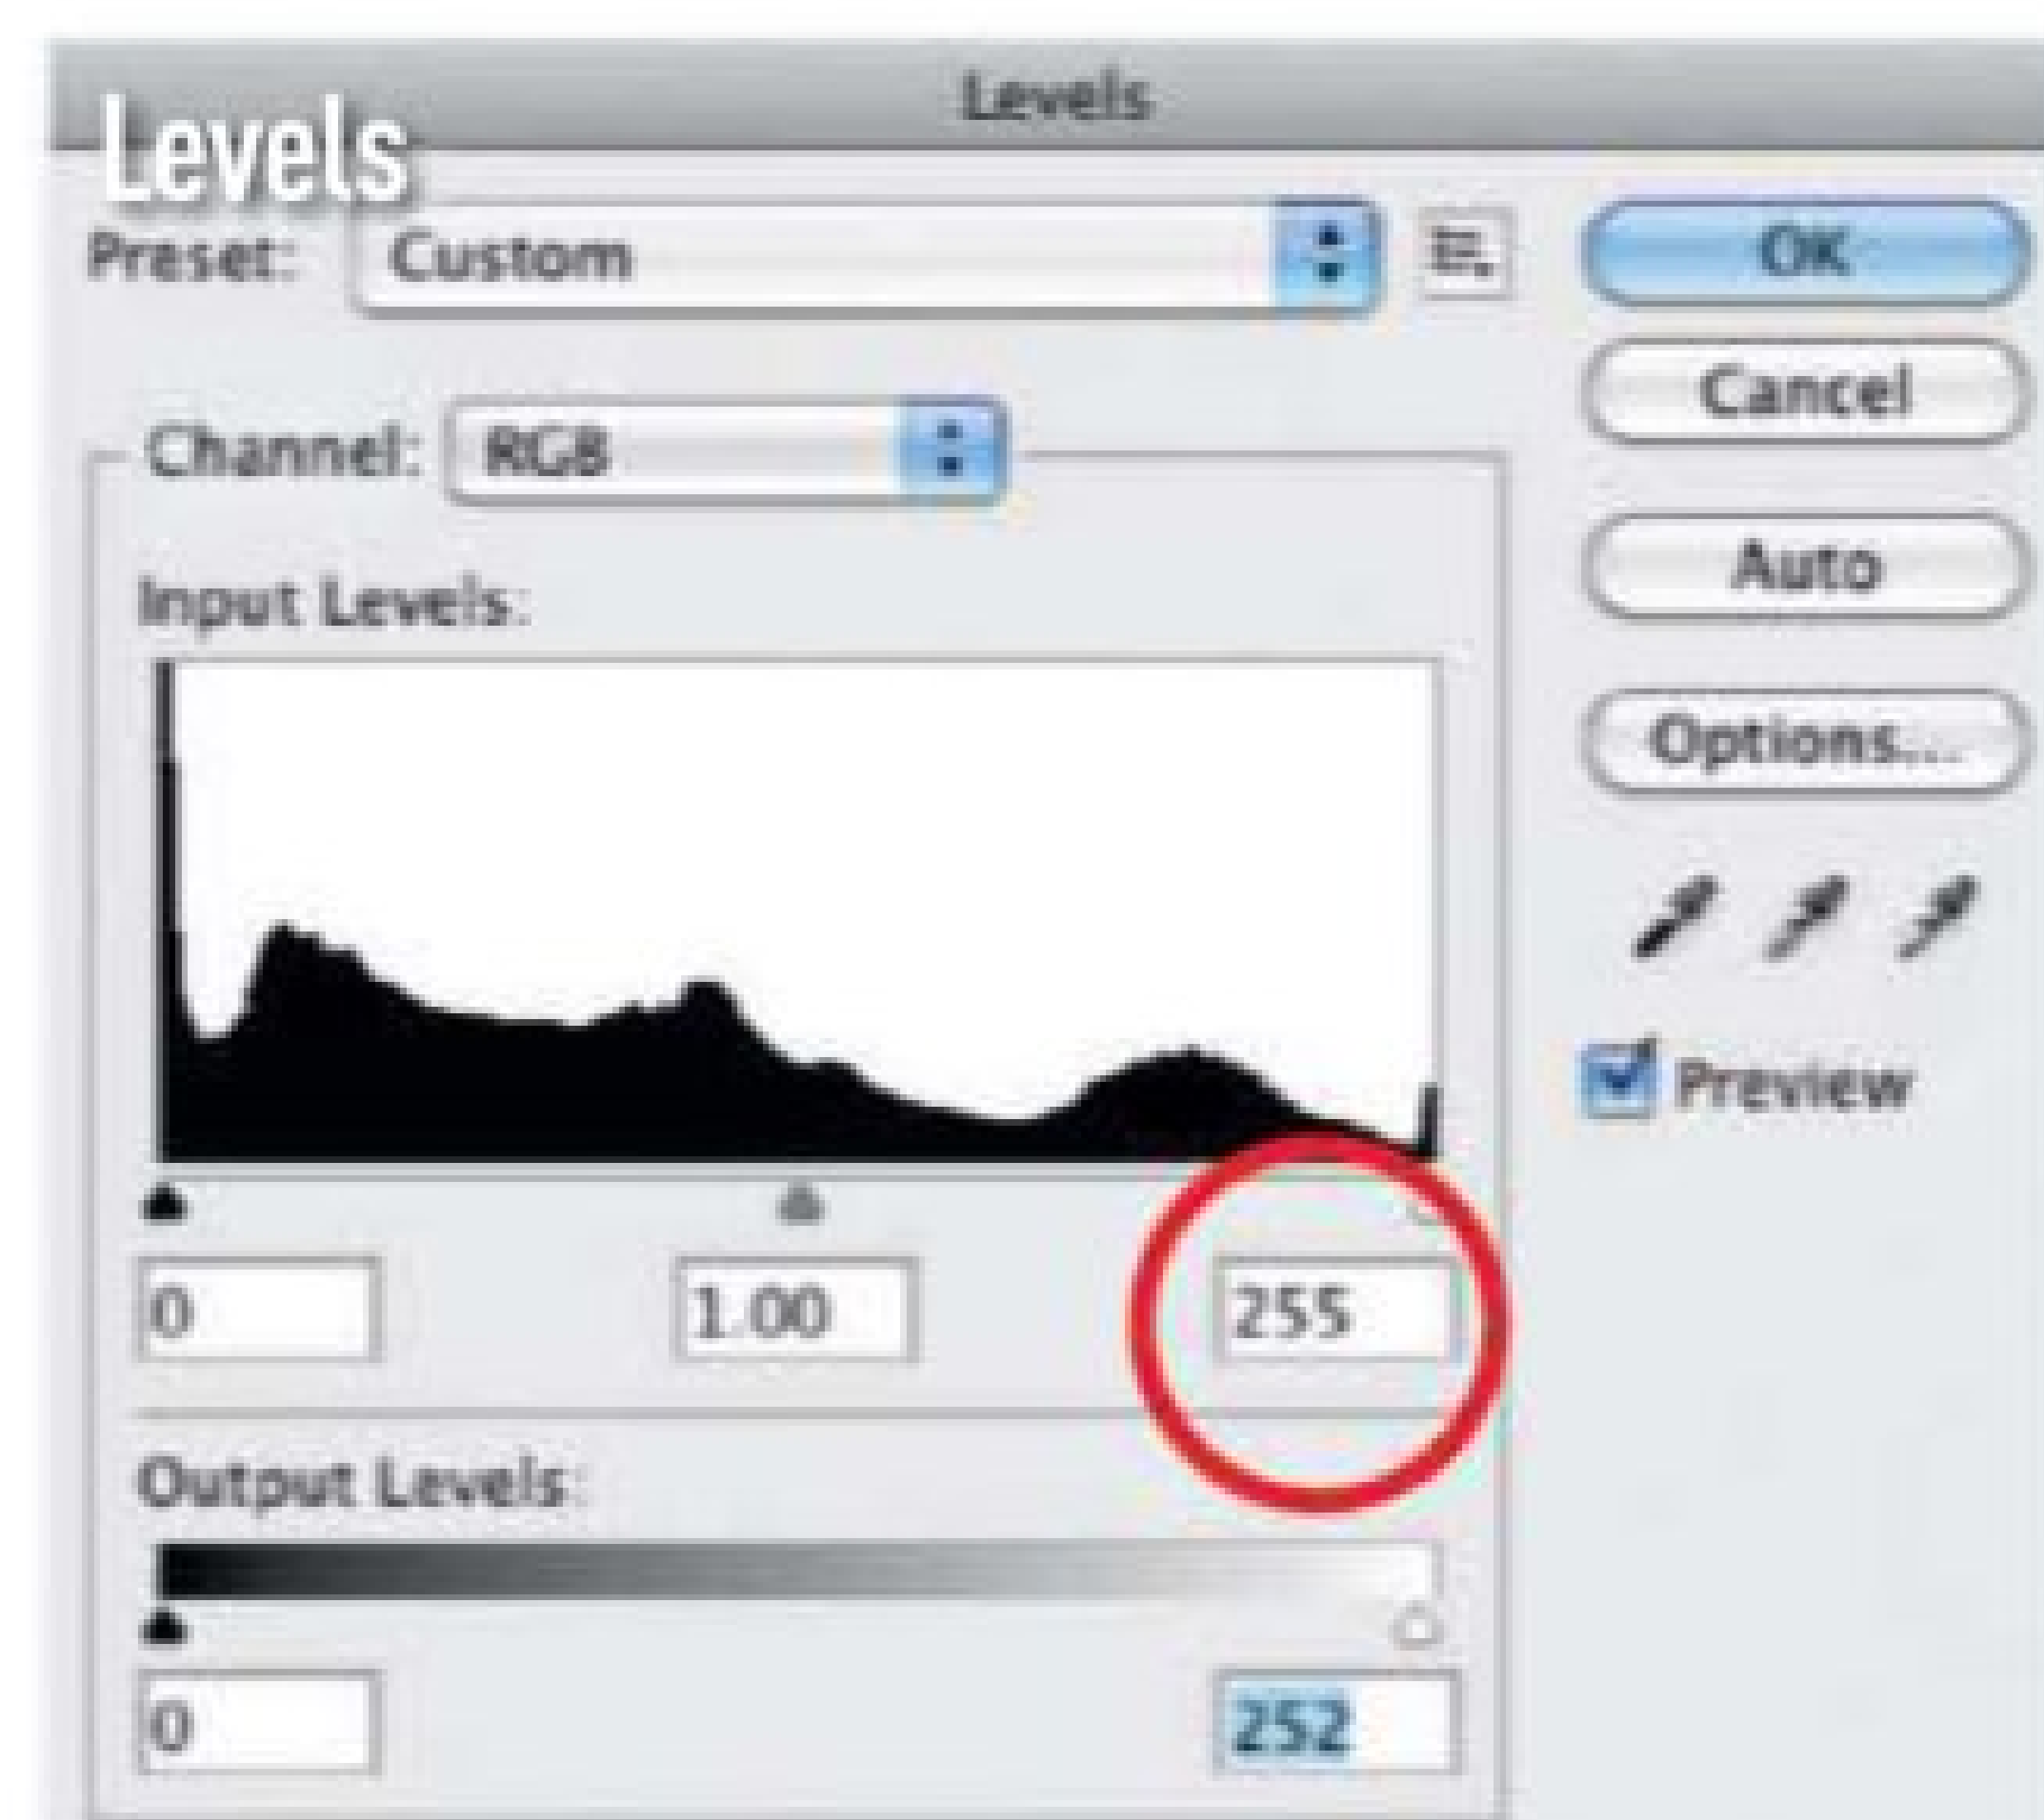 Levels
Levels
Preset: Custom
OK
Cancel
Channel: RGB
Auto
Input Levels:
Options...
Preview
0 1.00 255
Output Levels:
0 252